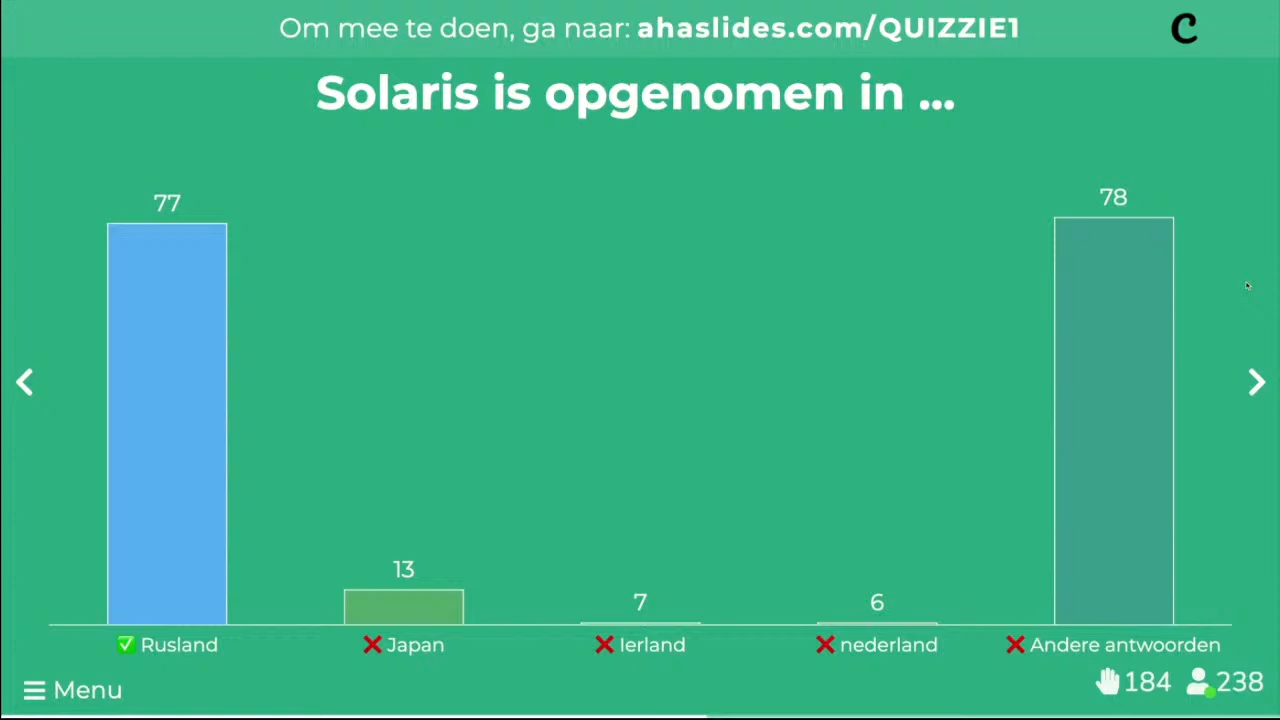 Om mee te doen, ga naar: ahaslides.com/QUIZZIE1
C
Solaris is opgenomen in ...
77
13
7
6
78
✅ Rusland
❌ Japan
❌ Ierland
❌ nederland
❌ Andere antwoorden
Menu
184
238